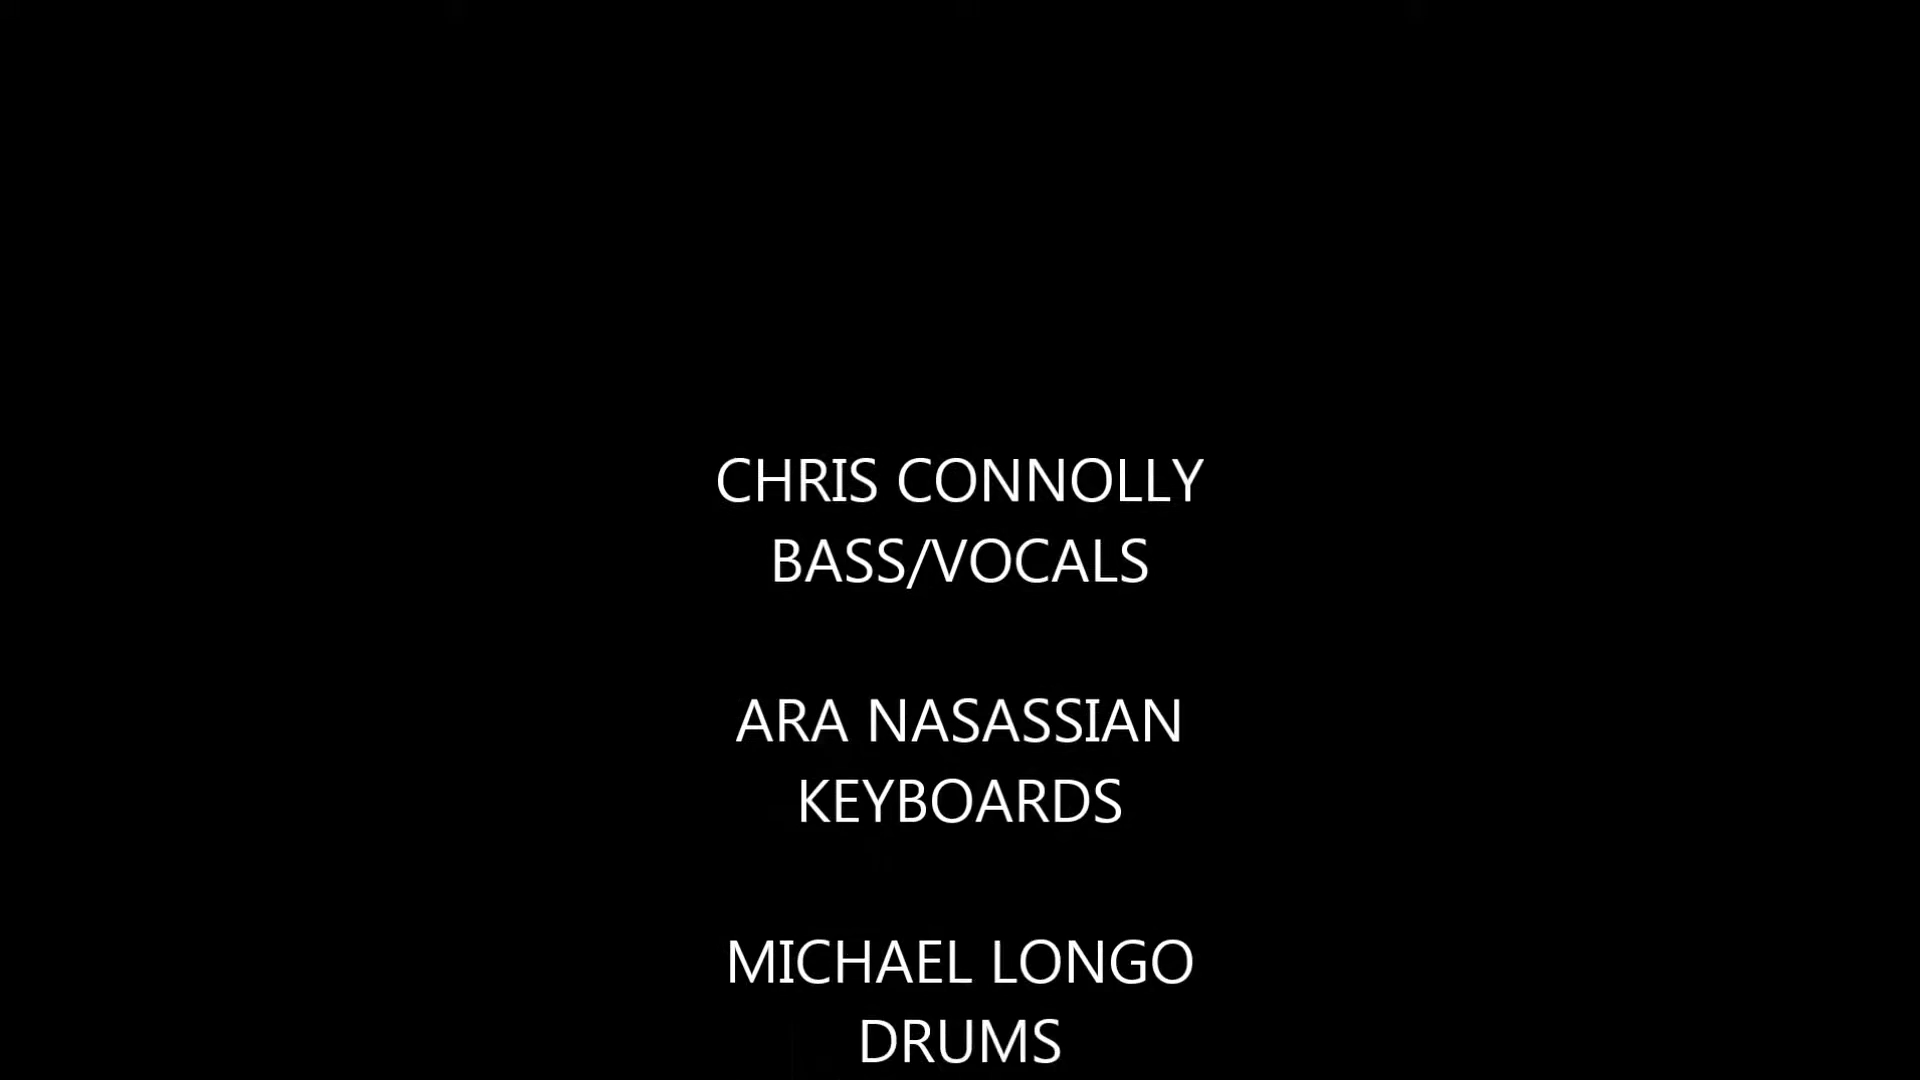 CHRIS CONNOLLY
BASS/VOCALS
ARA NASASSIAN
KEYBOARDS
MICHAEL LONGO
DRUMS